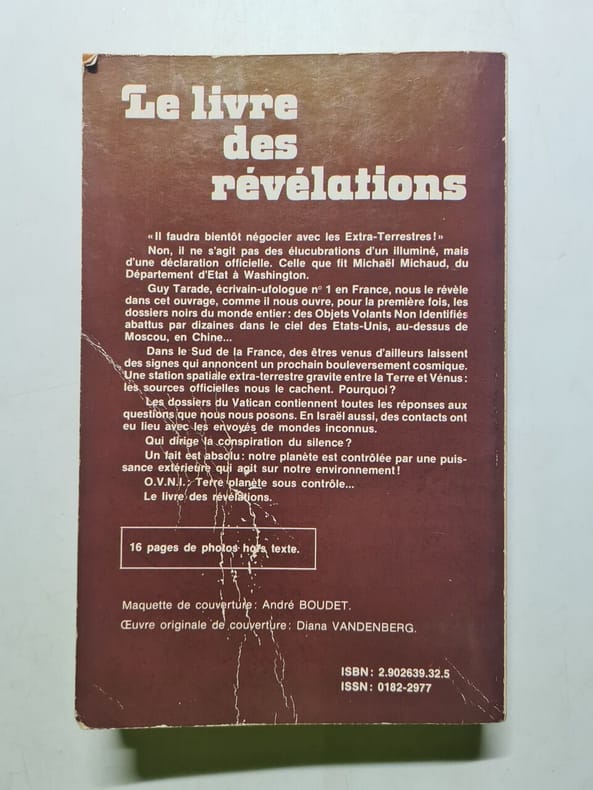 Le livre
des
révélations
«Il faudra bientôt négocier avec les Extra-Terrestres!»
Non, il ne s'agit pas des élucubrations d'un illuminé, mais
d'une déclaration officielle. Celle que fit Michaël Michaud, du
Département d'Etat à Washington.
Guy Tarade, écrivain-ufologue n° 1 en France, nous le révèle
dans cet ouvrage, comme il nous ouvre, pour la première fois, les
dossiers noirs du monde entier: des Objets Volants Non Identifiés
abattus par dizaines dans le ciel des Etats-Unis, au-dessus de
Moscou, en Chine...
Dans le Sud de la France, des êtres venus d'ailleurs laissent
des signes qui annoncent un prochain bouleversement cosmique.
Une station spatiale extra-terrestre gravite entre la Terre et Vénus:
les sources officielles nous le cachent. Pourquoi?
Les dossiers du Vatican contiennent toutes les réponses aux
questions que nous nous posons. En Israël aussi, des contacts ont
eu lieu avec les envoyés de mondes inconnus.
Qui dirige la conspiration du silence?
Un fait est absolu: notre planète est contrôlée par une puis-
sance extérieure qui agit sur notre environnement!
O.V.N.I.: Terre planète sous contrôle...
Le livre des révélations.
16 pages de photos hors texte.
Maquette de couverture: André BOUDET.
Œuvre originale de couverture: Diana VANDENBERG.
ISBN: 2.902639.32.5
ISSN: 0182-2977